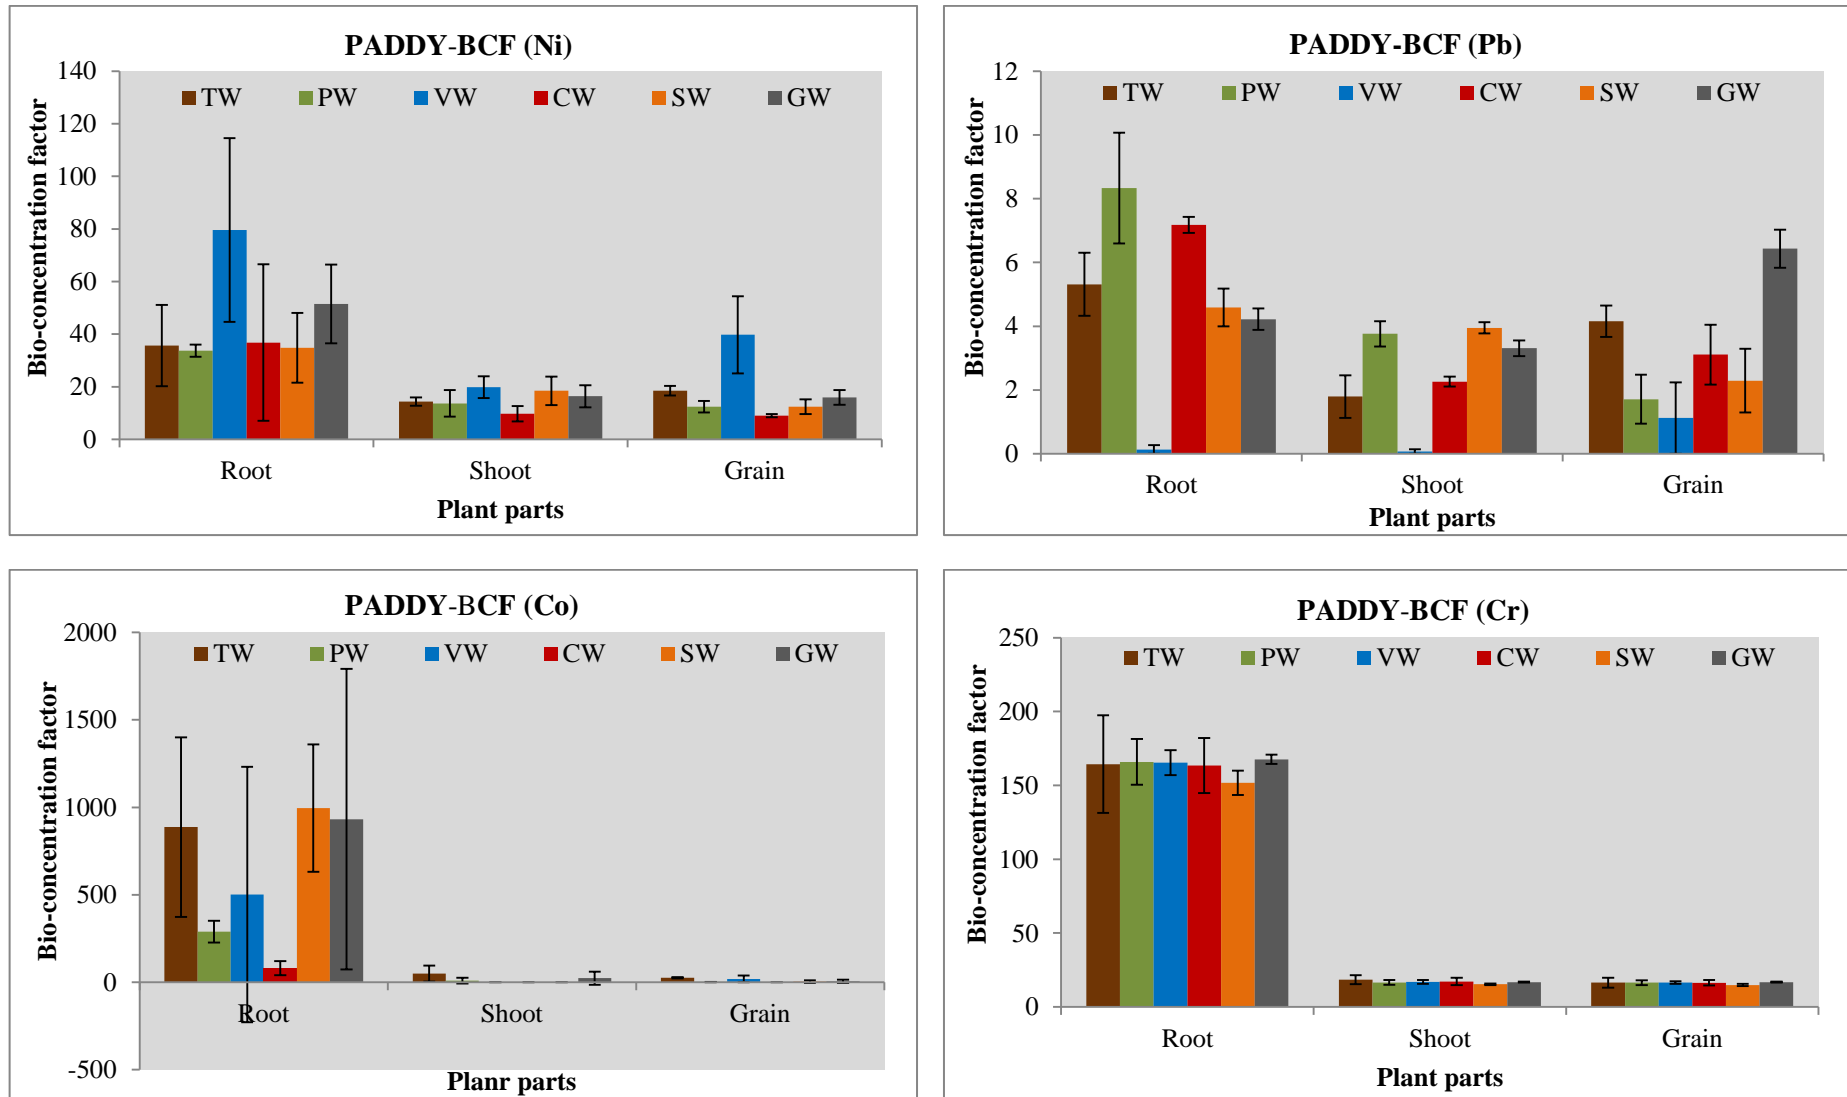 PADDY-BCF (Ni)
140
120
100
80
60
40
20
0
TW PW VW CW SW GW
Bio-concentration factor
Root Shoot Grain
Plant parts
PADDY-BCF (Pb)
12
10
8
6
4
2
0
TW PW VW CW SW GW
Bio-concentration factor
Root Shoot Grain
Plant parts
PADDY-BCF (Co)
2000
1500
1000
500
0
-500
TW PW VW CW SW GW
Bio-concentration factor
Root Shoot Grain
Planr parts
PADDY-BCF (Cr)
250
200
150
100
50
0
TW PW VW CW SW GW
Bio-concentration factor
Root Shoot Grain
Plant parts